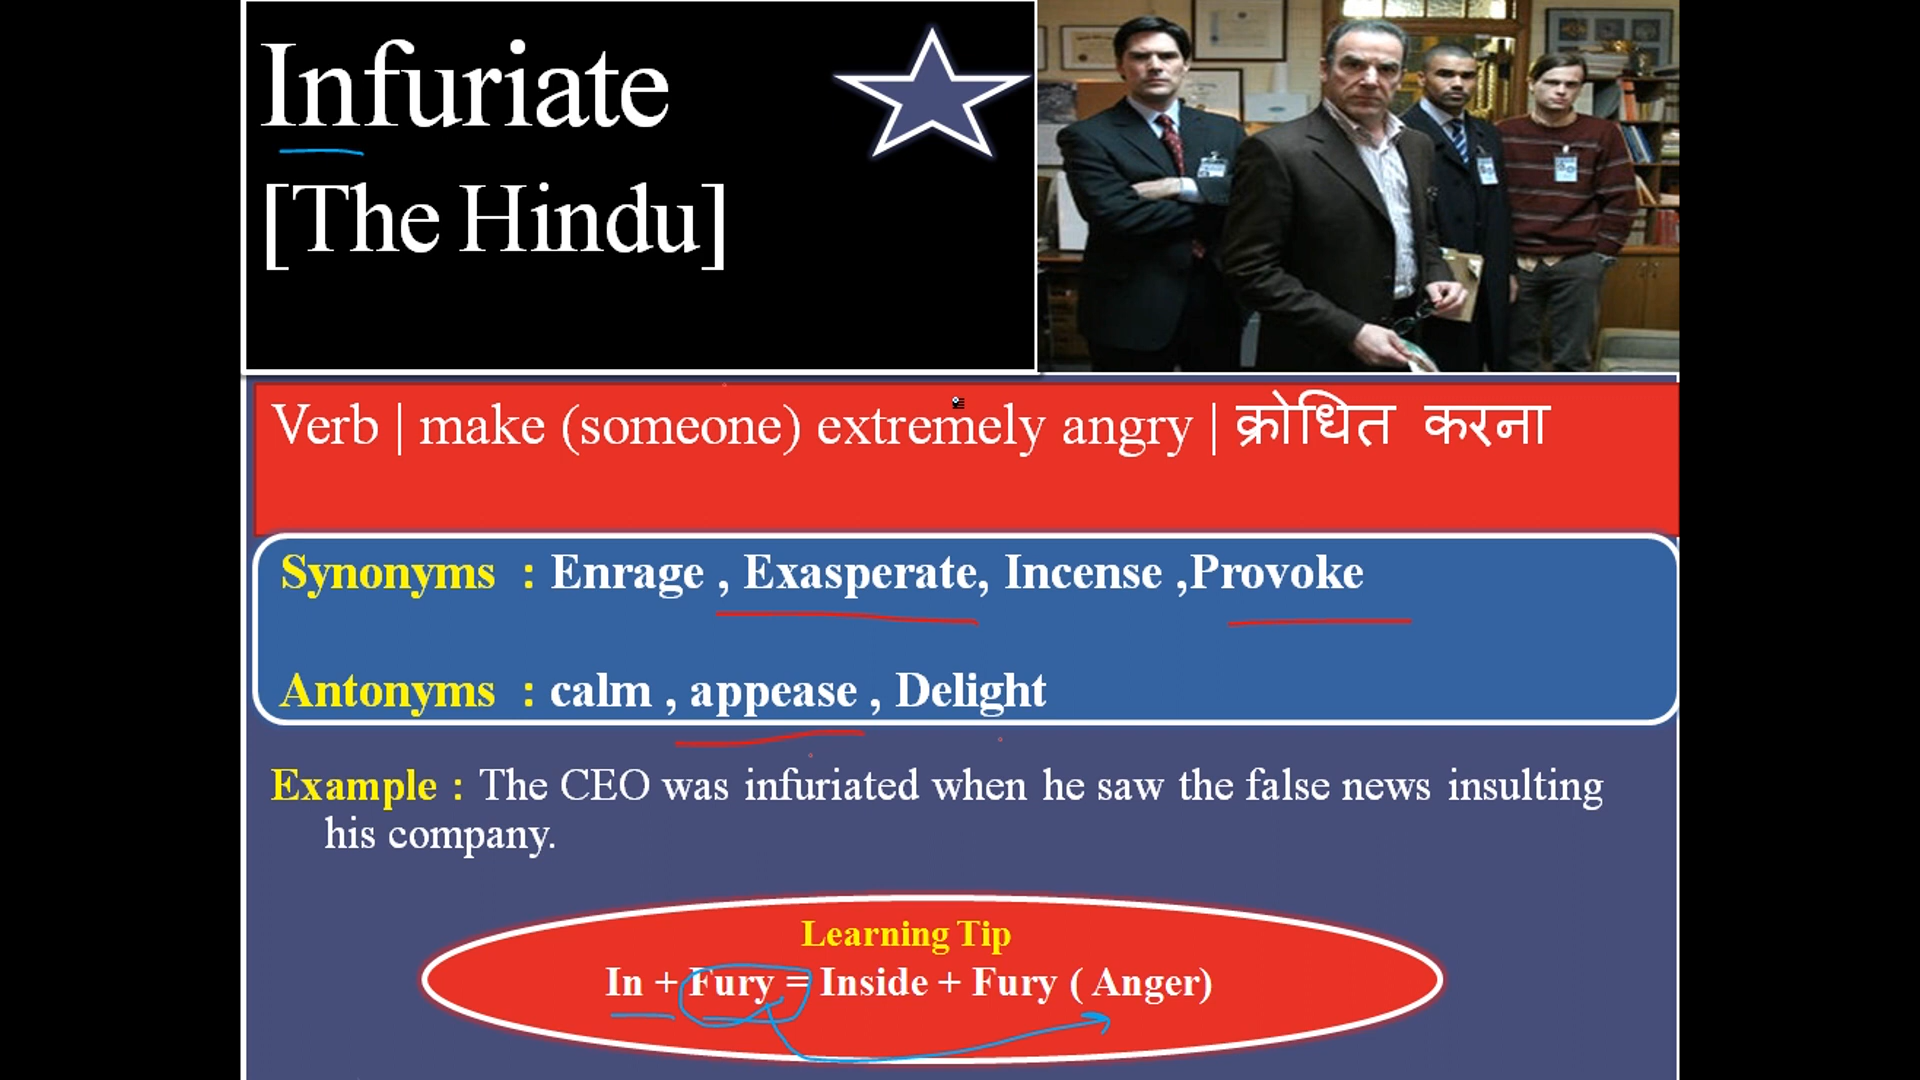 Infuriate
[The Hindu]
Verb | make (someone) extremely angry | क्रोधित करना
Synonyms : Enrage , Exasperate, Incense ,Provoke
Antonyms : calm , appease , Delight
Example : The CEO was infuriated when he saw the false news insulting
his company.
Learning Tip
In + Fury = Inside + Fury ( Anger)